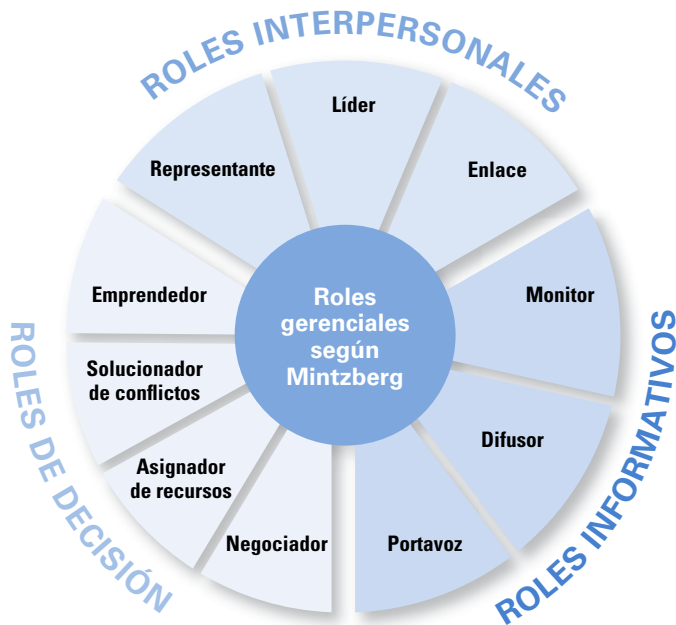 ROLES INTERPERSONALES
Líder
Representante
Enlace
Monitor
Emprendedor
Roles
gerenciales
según
Mintzberg
Solucionador
de conflictos
Difusor
Asignador
de recursos
Negociador
Portavoz
ROLES DE DECISIÓN
ROLES INFORMATIVOS